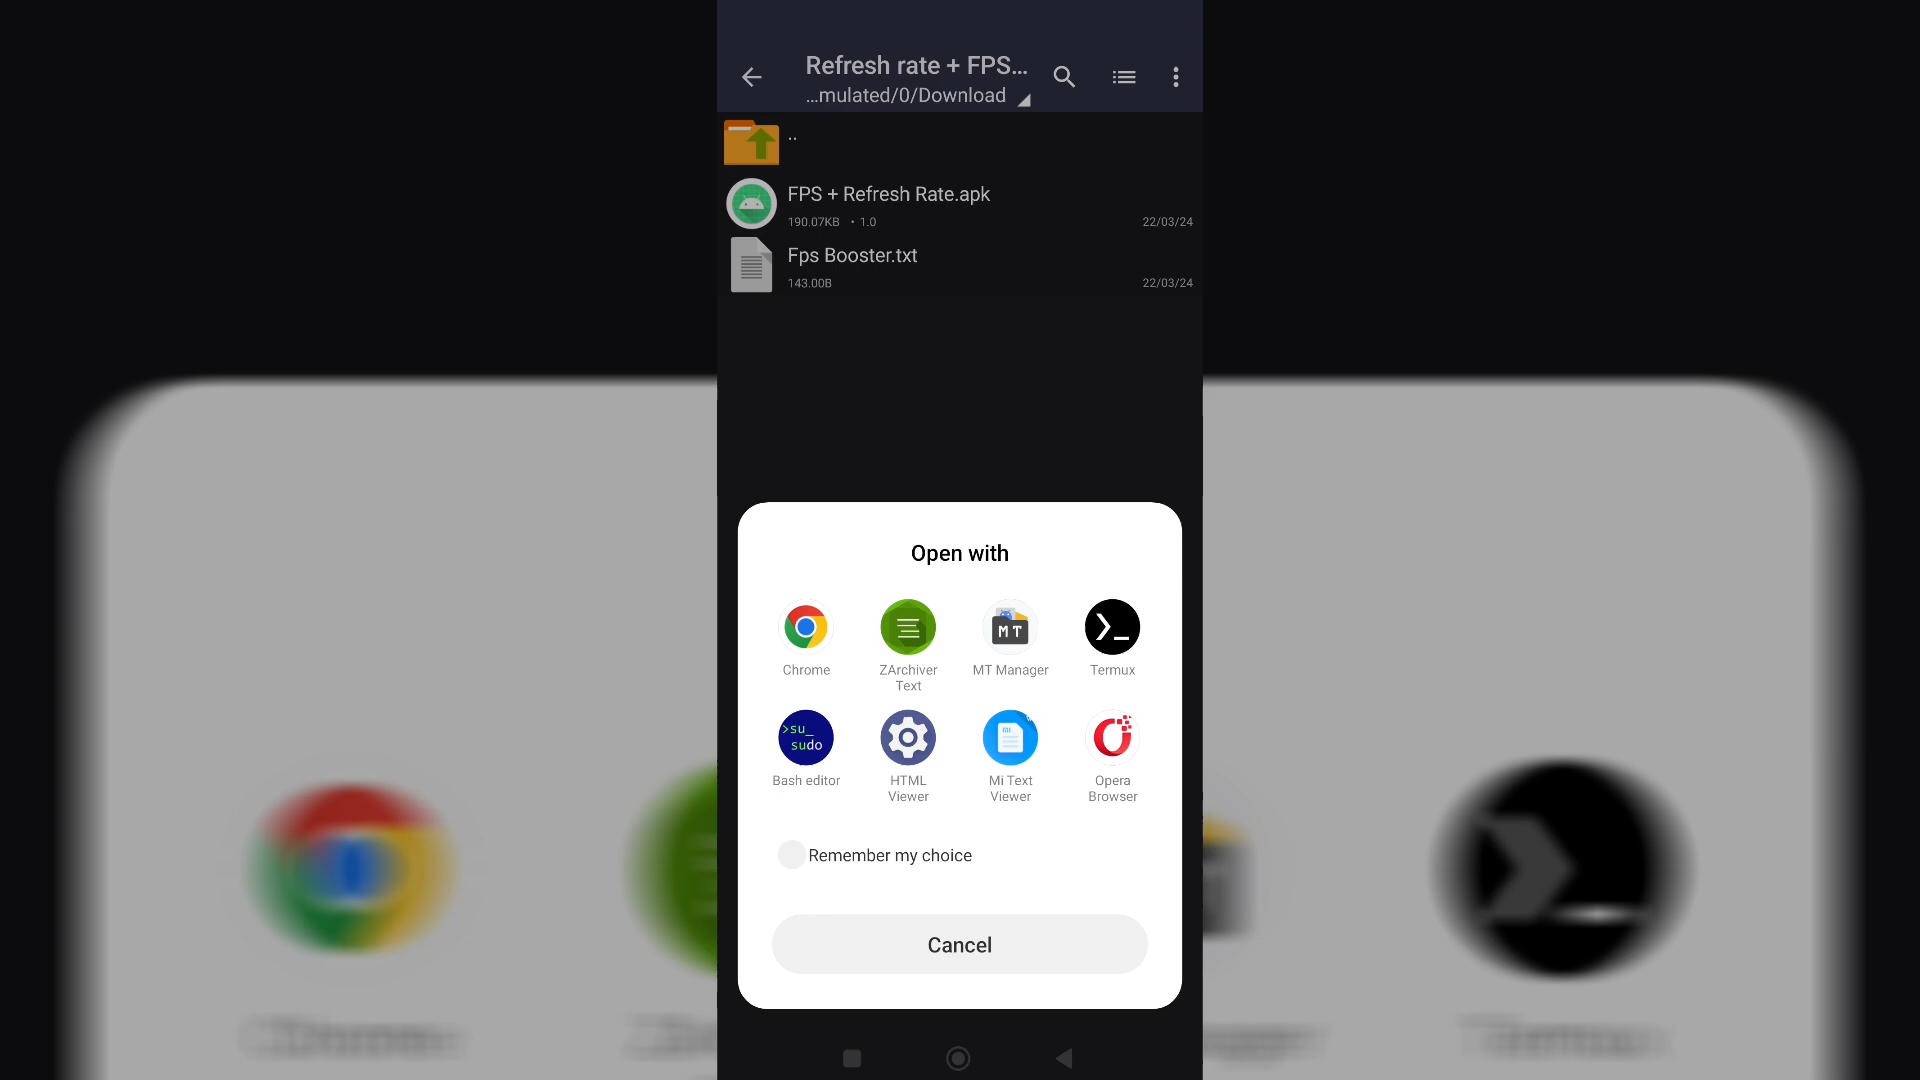 Refresh rate + FPS...
...mulated/0/Download
..
FPS + Refresh Rate.apk
190.07KB • 1.0
22/03/24
Fps Booster.txt
143.00B
22/03/24
Open with
Chrome
ZArchiver
Text
MT
MT Manager
>_
Termux
>su_
sudo
Bash editor
HTML
Viewer
Mi Text
Viewer
Opera
Browser
Remember my choice
Cancel